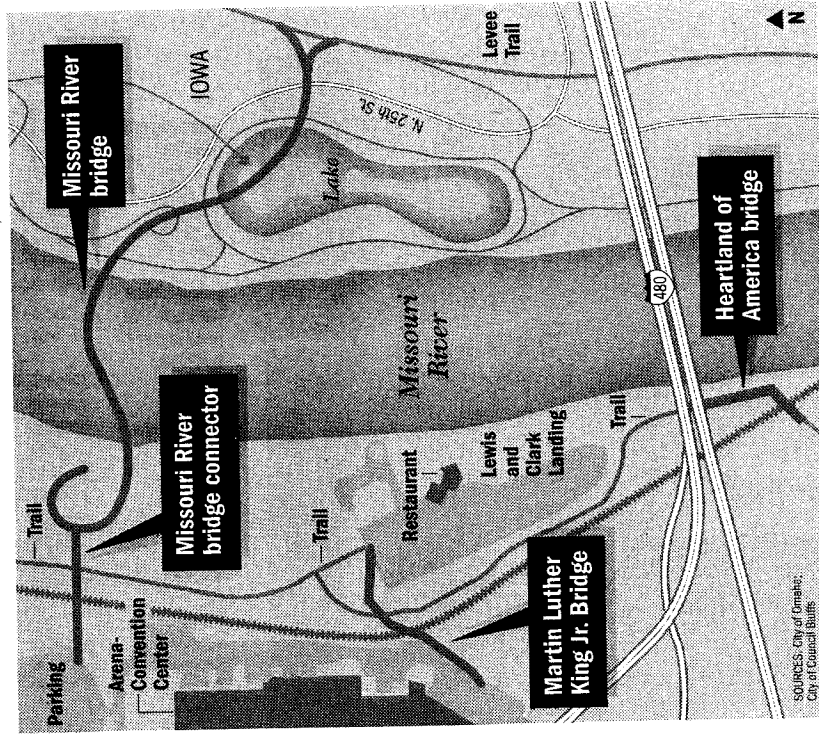 Parking
Trail
Missouri River
bridge
Arena-
Convention
Center
Missouri River
bridge connector
IOWA
Trail
Lake
N. 25th St.
Missouri
River
Restaurant
Levee
Trail
Lewis
and
Clark
Landing
Martin Luther
King Jr. Bridge
Trail
480
Heartland of
America bridge
N
SOURCES: City of Omaha;
City of Council Bluffs